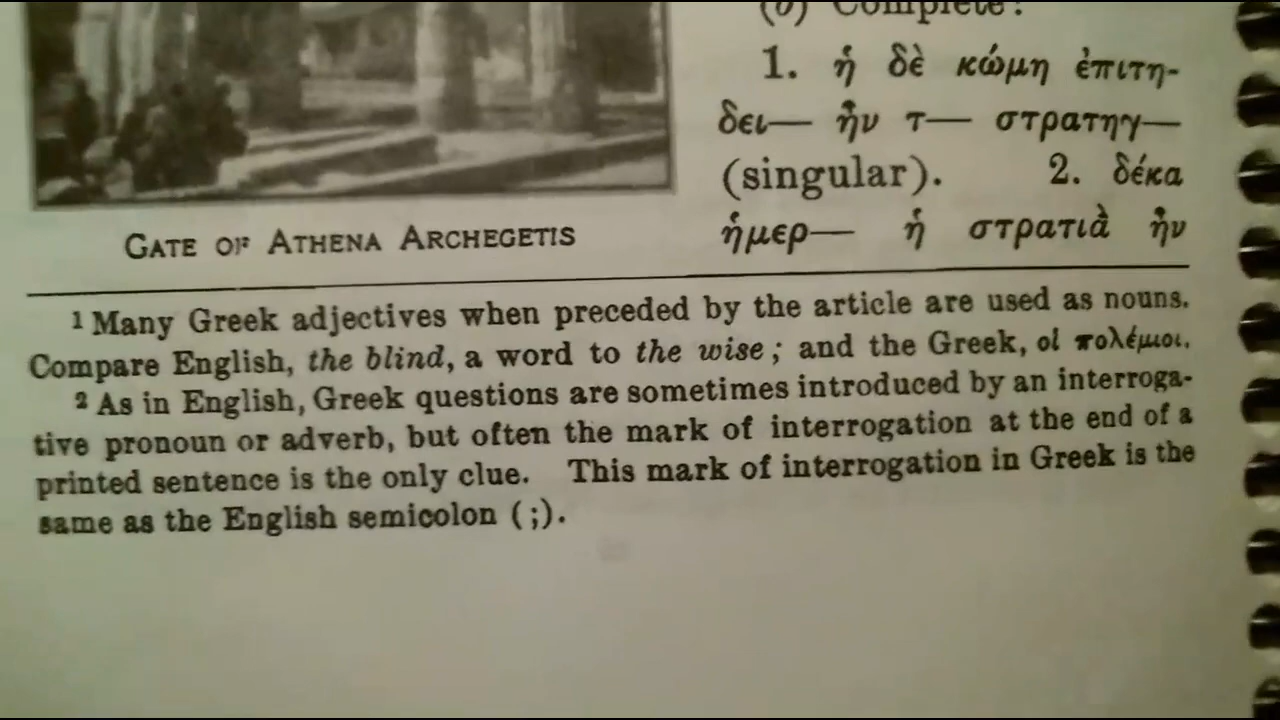 (b) Complete:
1. ἡ δὲ κώμη ἐπιτη-
δει— ἦν τ— στρατηγ—
(singular). 2. δέκα
ἡμερ— ἡ στρατιὰ ἦν
GATE OF ATHENA ARCHEGETIS
1 Many Greek adjectives when preceded by the article are used as nouns.
Compare English, the blind, a word to the wise; and the Greek, οἱ πολέμιοι.
2 As in English, Greek questions are sometimes introduced by an interroga-
tive pronoun or adverb, but often the mark of interrogation at the end of a
printed sentence is the only clue. This mark of interrogation in Greek is the
same as the English semicolon (;).